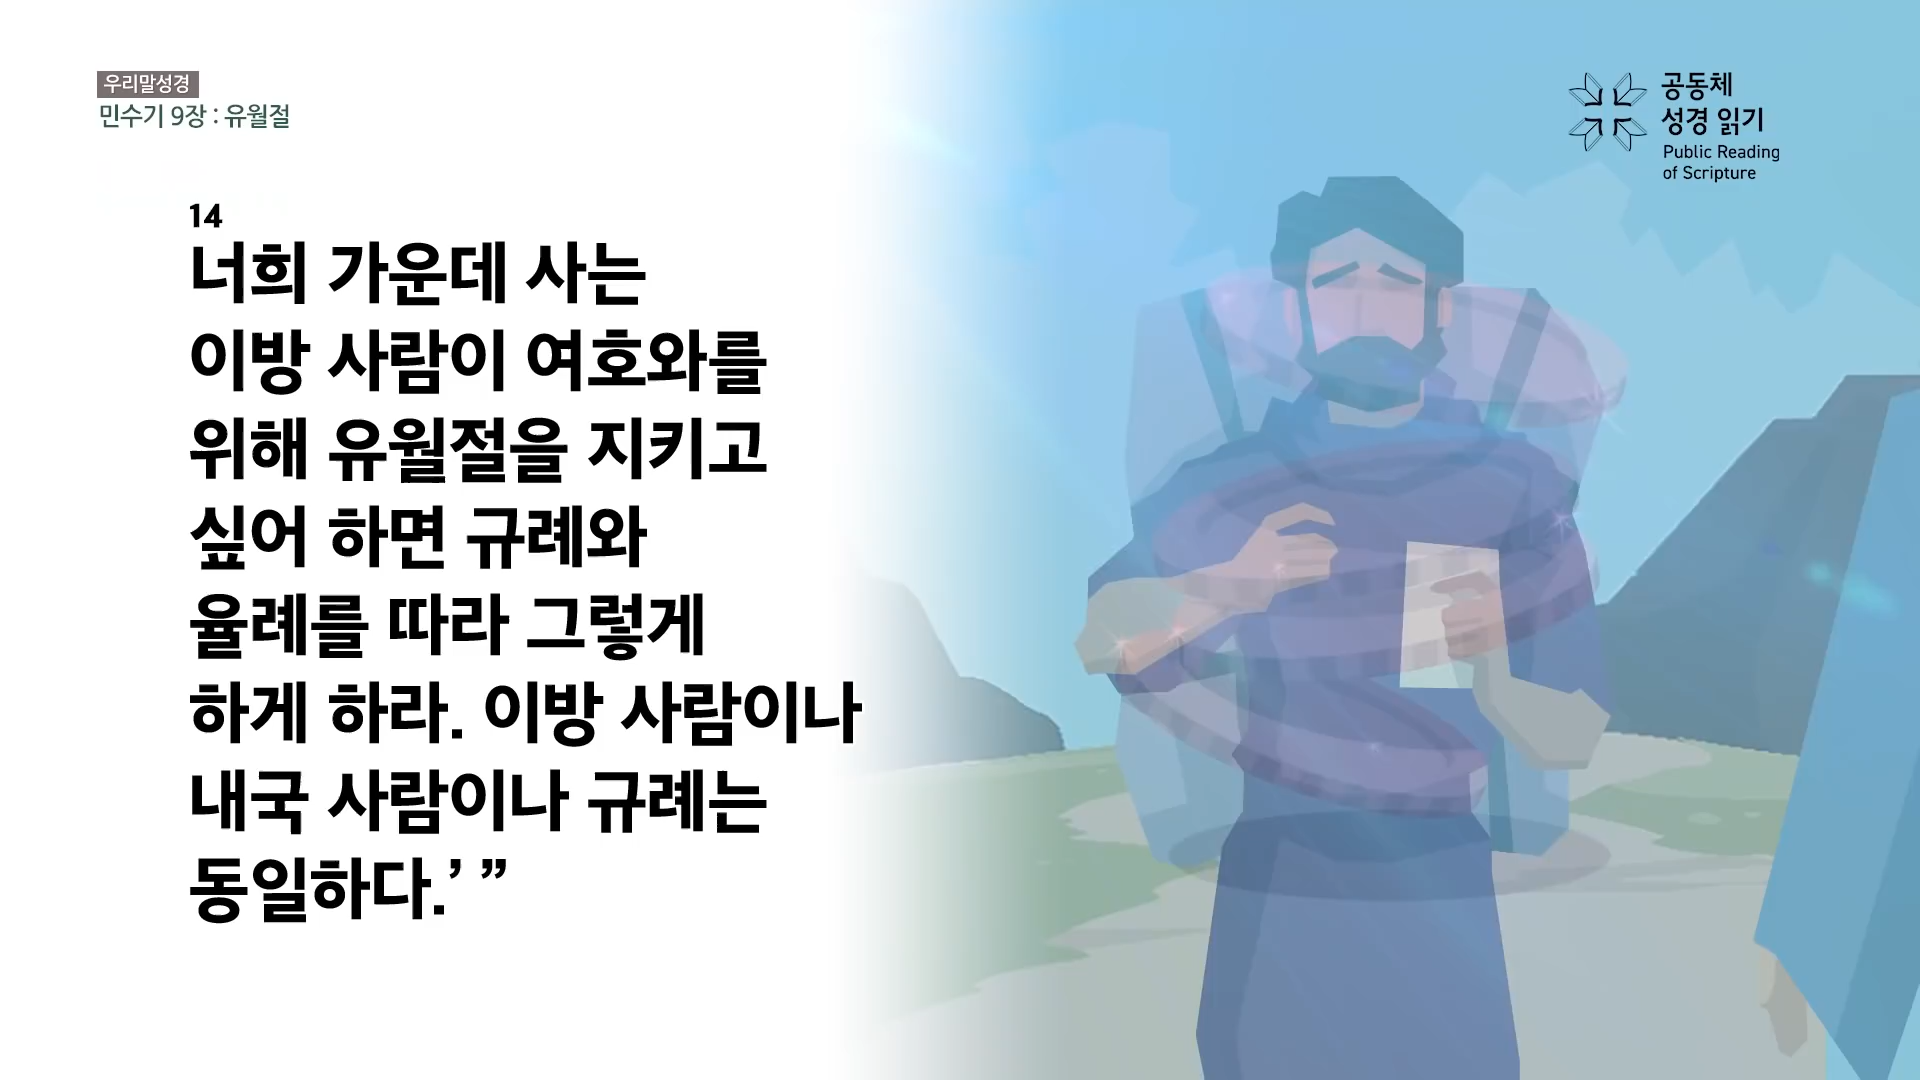 우리말성경
민수기 9장 : 유월절
공동체
성경 읽기
Public Reading
of Scripture
14
너희 가운데 사는
이방 사람이 여호와를
위해 유월절을 지키고
싶어 하면 규례와
율례를 따라 그렇게
하게 하라. 이방 사람이나
내국 사람이나 규례는
동일하다.’ ”